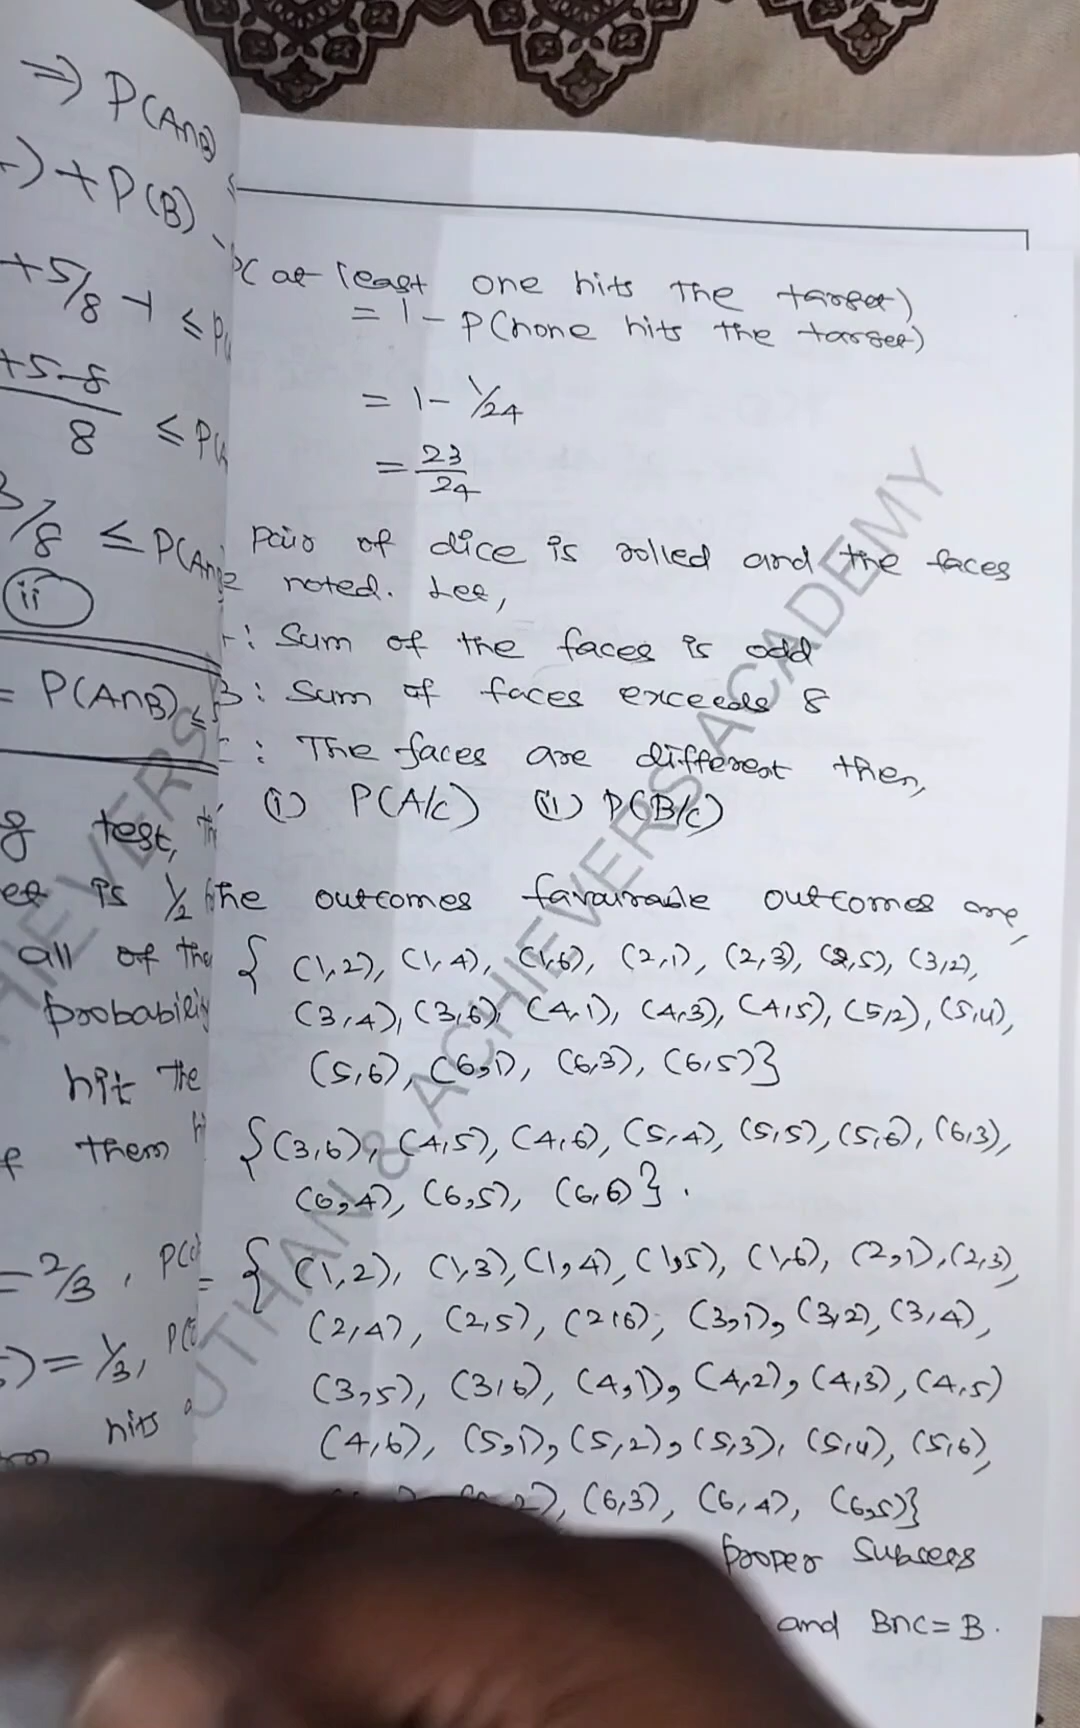 ⇒ P(A∩B)
+P(B) -
+5/8 -1 ≤
+5-8
8 ≤
3/8 ≤ P(A∩
(ii)
= P(A∩B) ≤
test,
is 1/2
all of the
probability
hit the
them
= 2/3, P(
) = 1/3, P(
hits
at least one hits the target)
= 1 - P(none hits the target)
= 1 - 1/24
= 23/24
pair of dice is rolled and the faces
noted. Let,
: Sum of the faces is odd
B : Sum of faces exceeds 8
: The faces are different then,
(i) P(A/C) (ii) P(B/C)
The outcomes favourable outcomes are,
{ (1,2), (1,4), (1,6), (2,1), (2,3), (2,5), (3,2),
(3,4), (3,6), (4,1), (4,3), (4,5), (5,2), (5,4),
(5,6), (6,1), (6,3), (6,5)}
{(3,6), (4,5), (4,6), (5,4), (5,5), (5,6), (6,3),
(6,4), (6,5), (6,6)}.
= { (1,2), (1,3), (1,4), (1,5), (1,6), (2,1), (2,3),
(2,4), (2,5), (2,6), (3,1), (3,2), (3,4),
(3,5), (3,6), (4,1), (4,2), (4,3), (4,5)
(4,6), (5,1), (5,2), (5,3), (5,4), (5,6),
(6,3), (6,4), (6,5)}
proper subsets
and B∩C = B.
UTHAN & ACHIEVERS ACADEMY